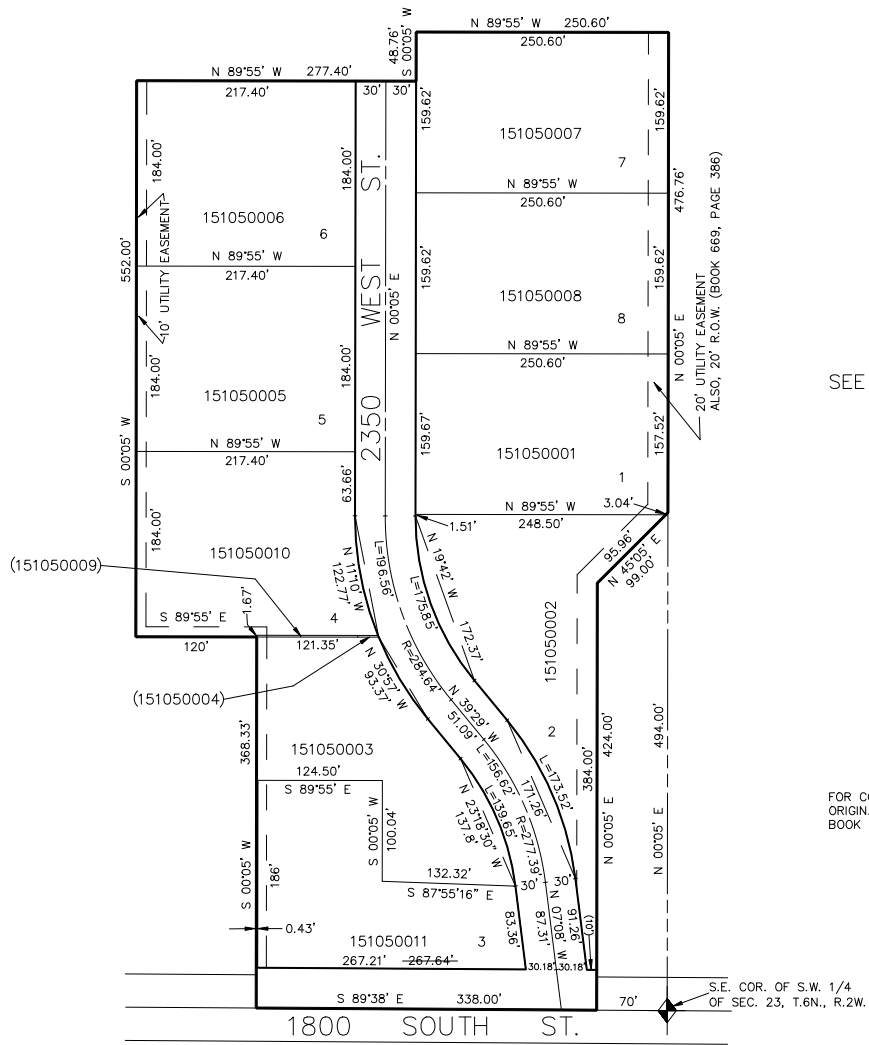 N 89°55' W 250.60'
250.60'
48.76'
S 00°05' W
N 89°55' W 277.40'
217.40'
30' 30'
159.62'
159.62'
151050007
7
184.00'
184.00'
ST.
N 89°55' W
250.60'
476.76'
20' UTILITY EASEMENT
ALSO, 20' R.O.W. (BOOK 669, PAGE 386)
151050006
6
10' UTILITY EASEMENT
552.00'
N 89°55' W
217.40'
WEST
N 00°05' E
159.62'
159.62'
151050008
8
N 00°05' E
N 89°55' W
250.60'
SEE
184.00'
184.00'
151050005
5
2350
S 00°05' W
N 89°55' W
217.40'
159.67'
157.52'
151050001
1
63.66'
3.04'
N 89°55' W
248.50'
1.51'
184.00'
151050010
(151050009)
N 11°10' W
122.77'
L=196.56'
L=175.85'
N 19°42' W
172.37'
95.96'
N 45°05' E
99.00'
1.67'
S 89°55' E
4
120'
121.35'
151050002
R=284.64'
(151050004)
N 30°57' W
93.37'
N 39°29' W
51.09'
2
368.33'
151050003
124.50'
S 89°55' E
424.00'
494.00'
384.00'
L=156.62'
171.26'
L=173.52'
N 23°18'30" W
137.8'
L=139.65'
R=277.39'
S 00°05' W
100.04'
FOR CO
ORIGIN
BOOK
N 00°05' E
N 00°05' E
S 00°05' W
186'
132.32'
S 87°55'16" E
30' 30'
N 07°08' W
83.36'
87.31'
91.26'
(10')
0.43'
151050011 3
267.21' 267.64'
30.18' 30.18'
S 89°38' E 338.00'
70'
S.E. COR. OF S.W. 1/4
OF SEC. 23, T.6N., R.2W.
1800 SOUTH ST.